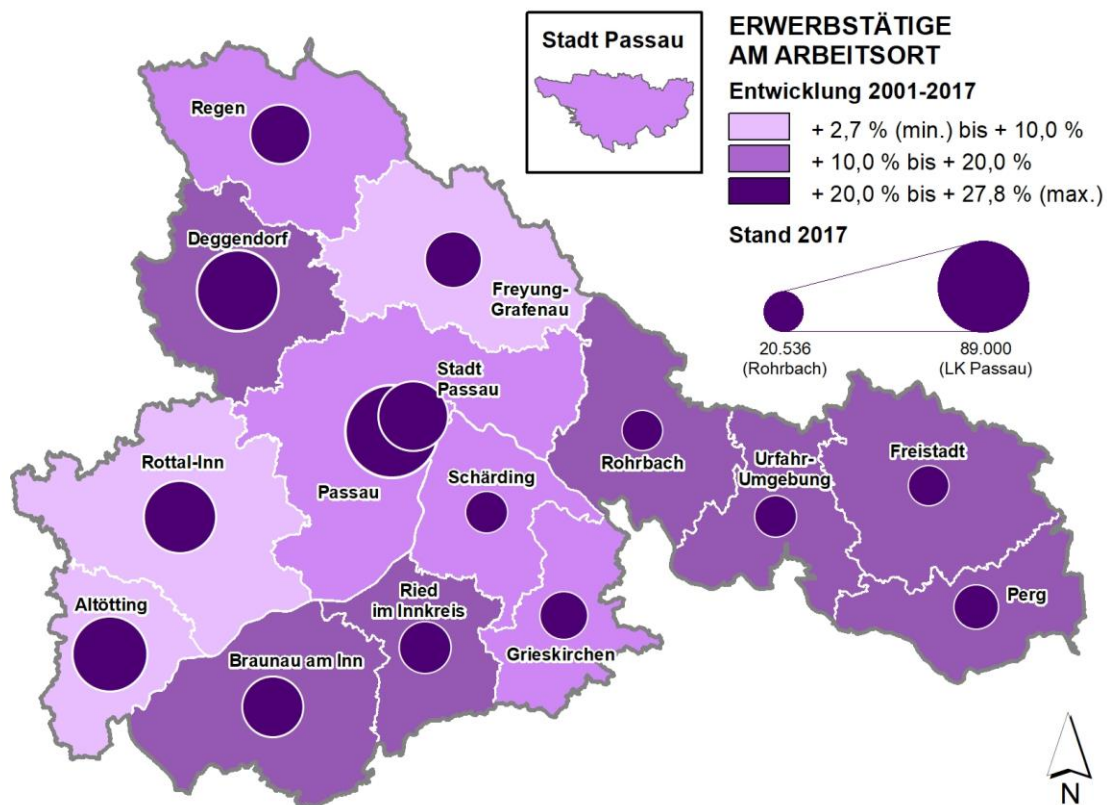 Stadt Passau
ERWERBSTÄTIGE
AM ARBEITSORT
Entwicklung 2001-2017
+ 2,7 % (min.) bis + 10,0 %
+ 10,0 % bis + 20,0 %
+ 20,0 % bis + 27,8 % (max.)
Stand 2017
20.536
(Rohrbach)
89.000
(LK Passau)
Regen
Deggendorf
Freyung-
Grafenau
Stadt
Passau
Rottal-Inn
Passau
Schärding
Rohrbach
Urfahr-
Umgebung
Freistadt
Altötting
Ried
im Innkreis
Perg
Braunau am Inn
Grieskirchen
N